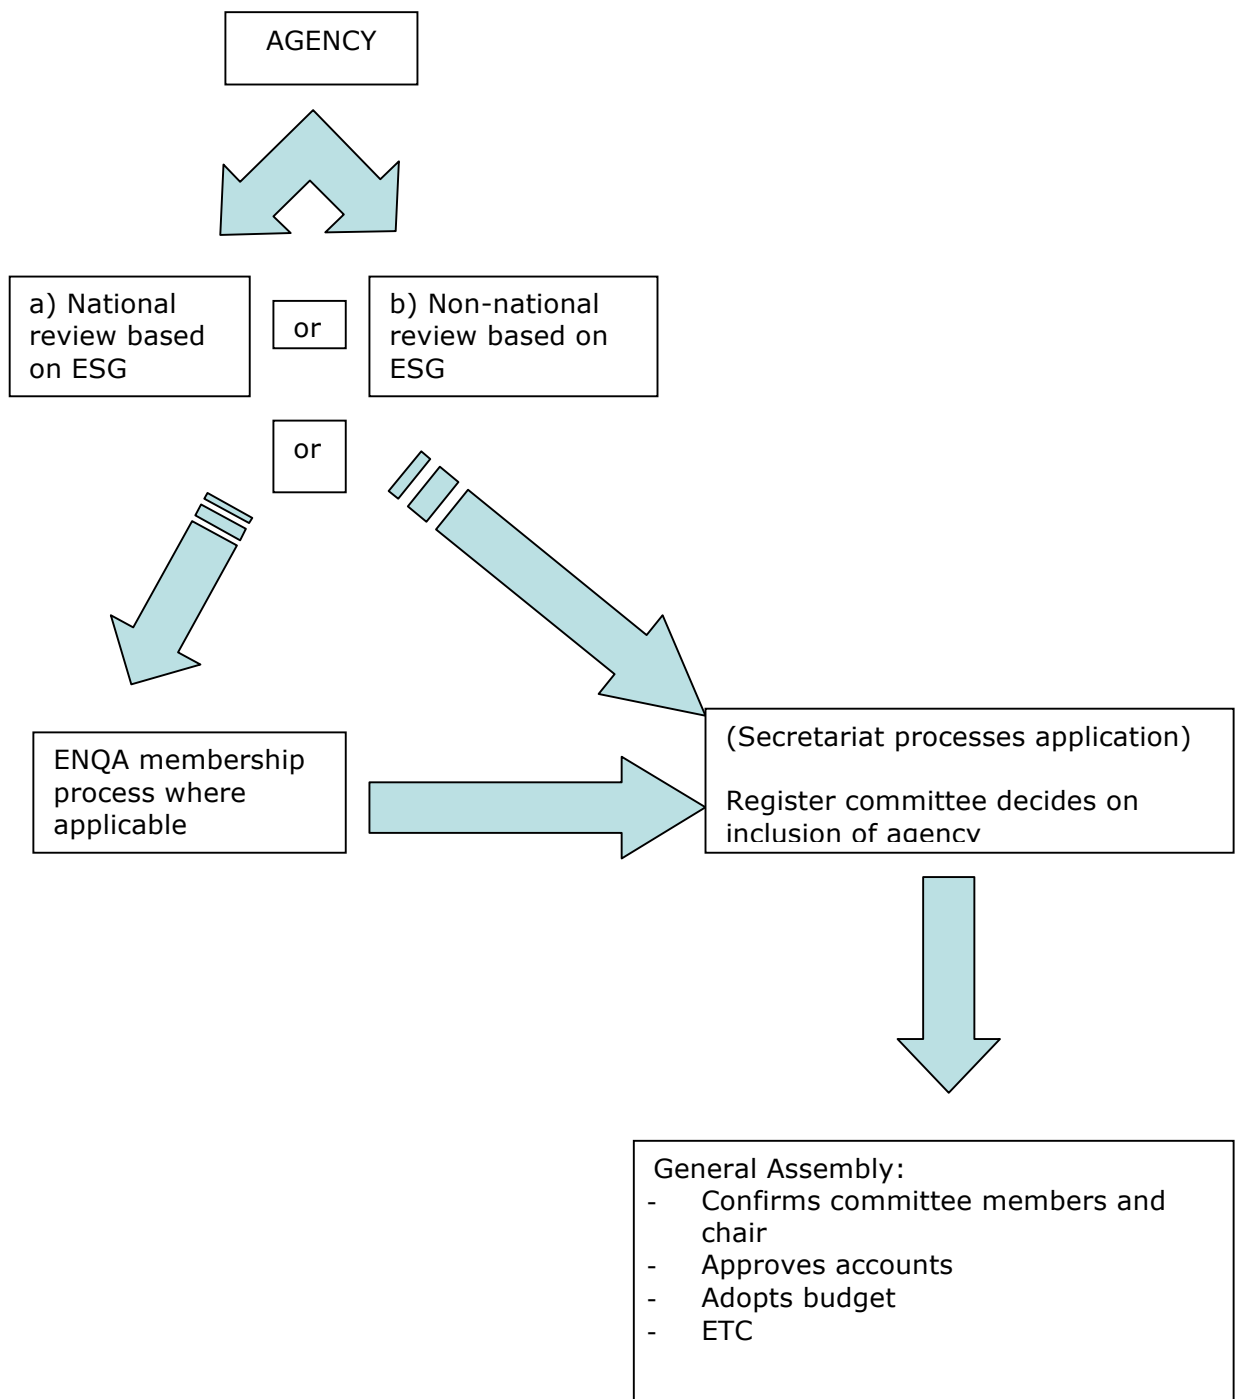 AGENCY
a) National
review based
on ESG
or
b) Non-national
review based on
ESG
or
ENQA membership
process where
applicable
(Secretariat processes application)
Register committee decides on
inclusion of agency
General Assembly:
- Confirms committee members and
chair
- Approves accounts
- Adopts budget
- ETC